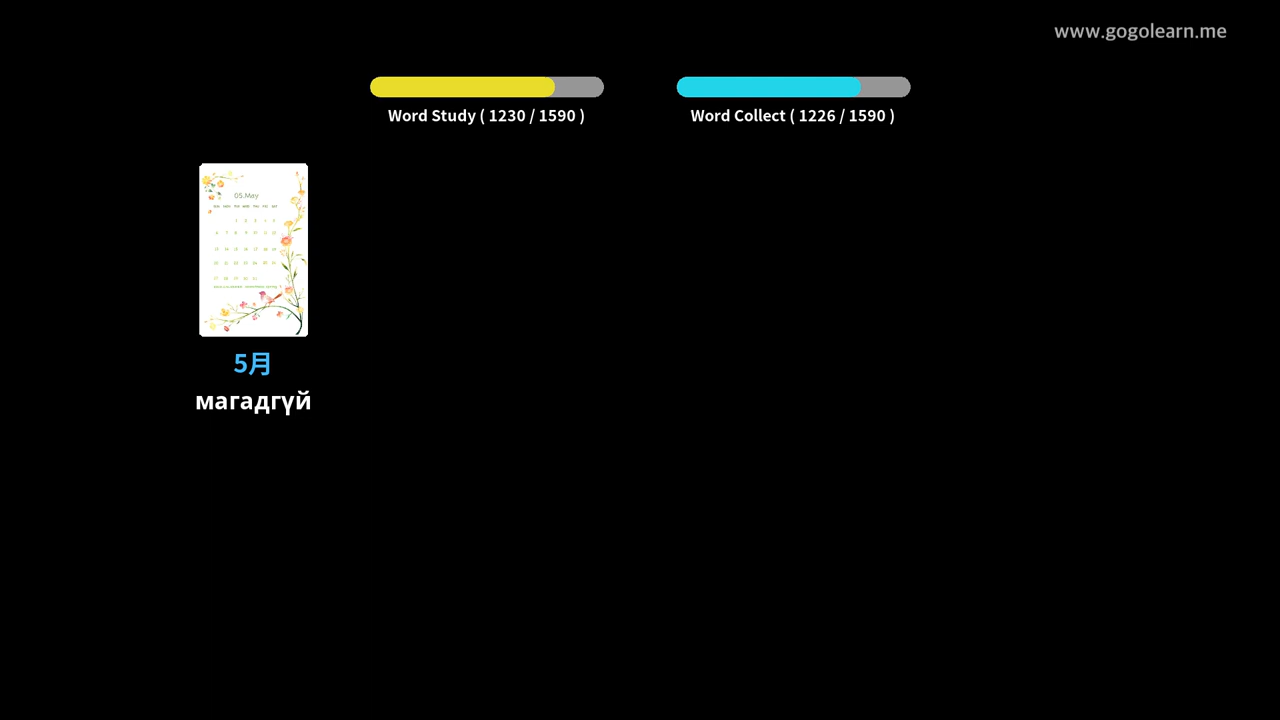 www.gogolearn.me
Word Study ( 1230 / 1590 )
Word Collect ( 1226 / 1590 )
05.May
5月
магадгүй